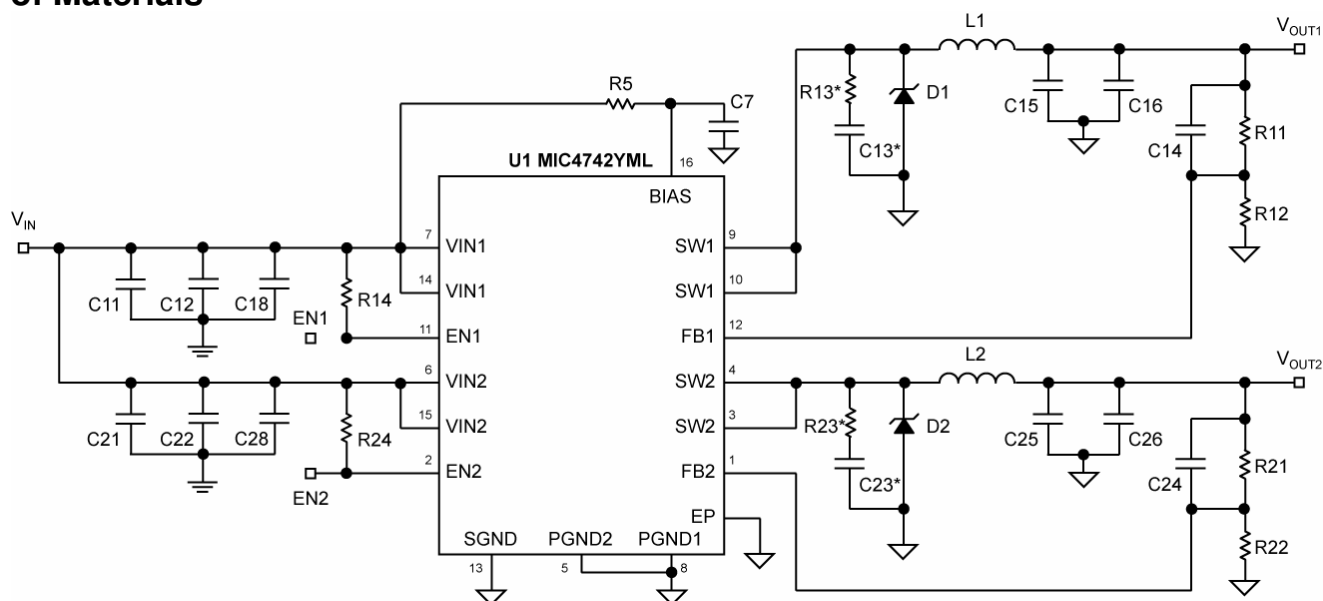 of Materials
L1
VOUT1
R5
C7
R13*
D1
C15
C16
C14
R11
C13*
U1 MIC4742YML
16
BIAS
R12
VIN
7
VIN1
SW1
9
14
VIN1
SW1
10
C11
C12
C18
R14
EN1
11
EN1
FB1
12
L2
VOUT2
6
VIN2
SW2
4
15
VIN2
SW2
3
C21
C22
C28
R24
R23*
D2
C25
C26
C24
R21
EN2
2
EN2
FB2
1
C23*
EP
SGND
PGND2
PGND1
13
5
8
R22